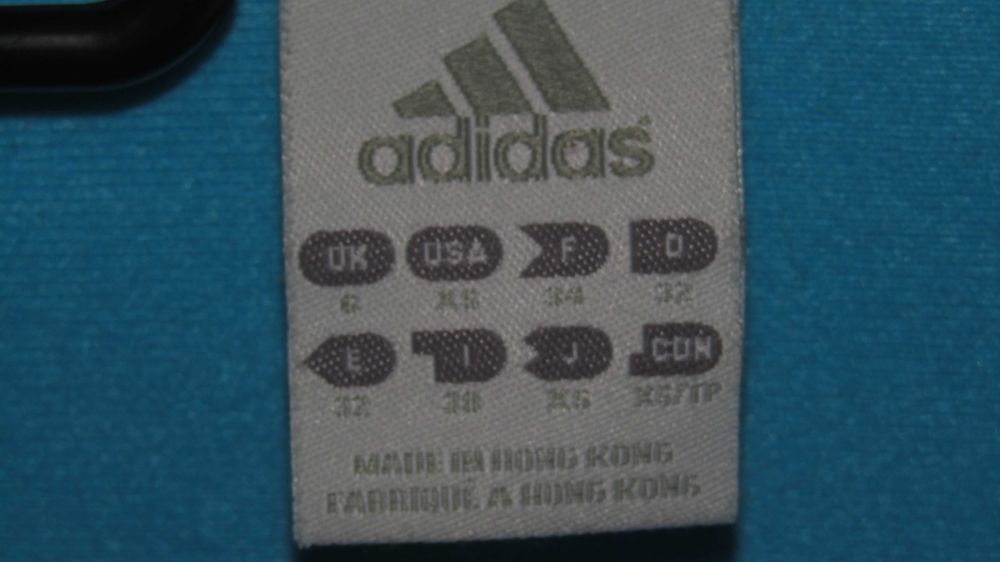 adidas
UK USA F D
6 XS 34 32
E I J CDN
32 38 XS XS/TP
MADE IN HONG KONG
FABRIQUÉ A HONG KONG